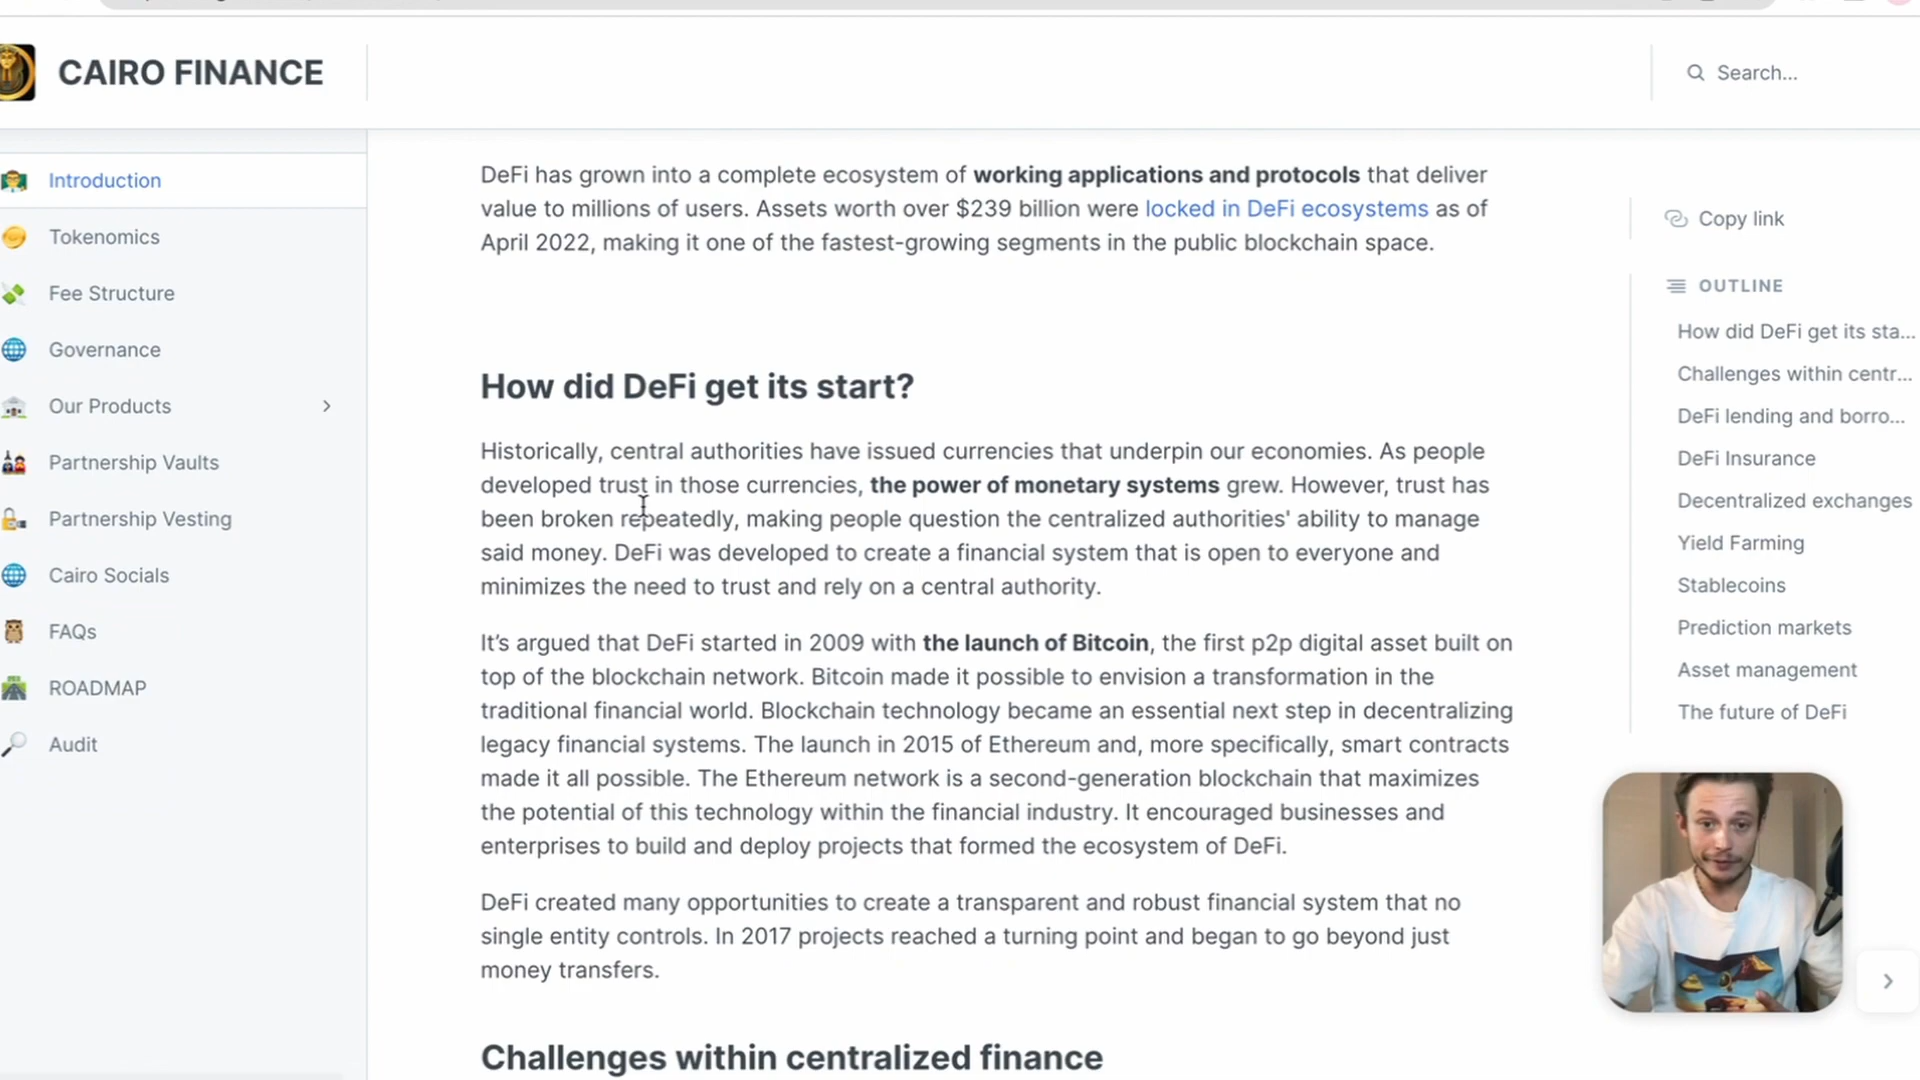 CAIRO FINANCE
Search...
Introduction
Tokenomics
Fee Structure
Governance
Our Products
Partnership Vaults
Partnership Vesting
Cairo Socials
FAQs
ROADMAP
Audit
DeFi has grown into a complete ecosystem of working applications and protocols that deliver
value to millions of users. Assets worth over $239 billion were locked in DeFi ecosystems as of
April 2022, making it one of the fastest-growing segments in the public blockchain space.
How did DeFi get its start?
Historically, central authorities have issued currencies that underpin our economies. As people
developed trust in those currencies, the power of monetary systems grew. However, trust has
been broken repeatedly, making people question the centralized authorities' ability to manage
said money. DeFi was developed to create a financial system that is open to everyone and
minimizes the need to trust and rely on a central authority.
It’s argued that DeFi started in 2009 with the launch of Bitcoin, the first p2p digital asset built on
top of the blockchain network. Bitcoin made it possible to envision a transformation in the
traditional financial world. Blockchain technology became an essential next step in decentralizing
legacy financial systems. The launch in 2015 of Ethereum and, more specifically, smart contracts
made it all possible. The Ethereum network is a second-generation blockchain that maximizes
the potential of this technology within the financial industry. It encouraged businesses and
enterprises to build and deploy projects that formed the ecosystem of DeFi.
DeFi created many opportunities to create a transparent and robust financial system that no
single entity controls. In 2017 projects reached a turning point and began to go beyond just
money transfers.
Challenges within centralized finance
Copy link
OUTLINE
How did DeFi get its sta...
Challenges within centr...
DeFi lending and borro...
DeFi Insurance
Decentralized exchanges
Yield Farming
Stablecoins
Prediction markets
Asset management
The future of DeFi